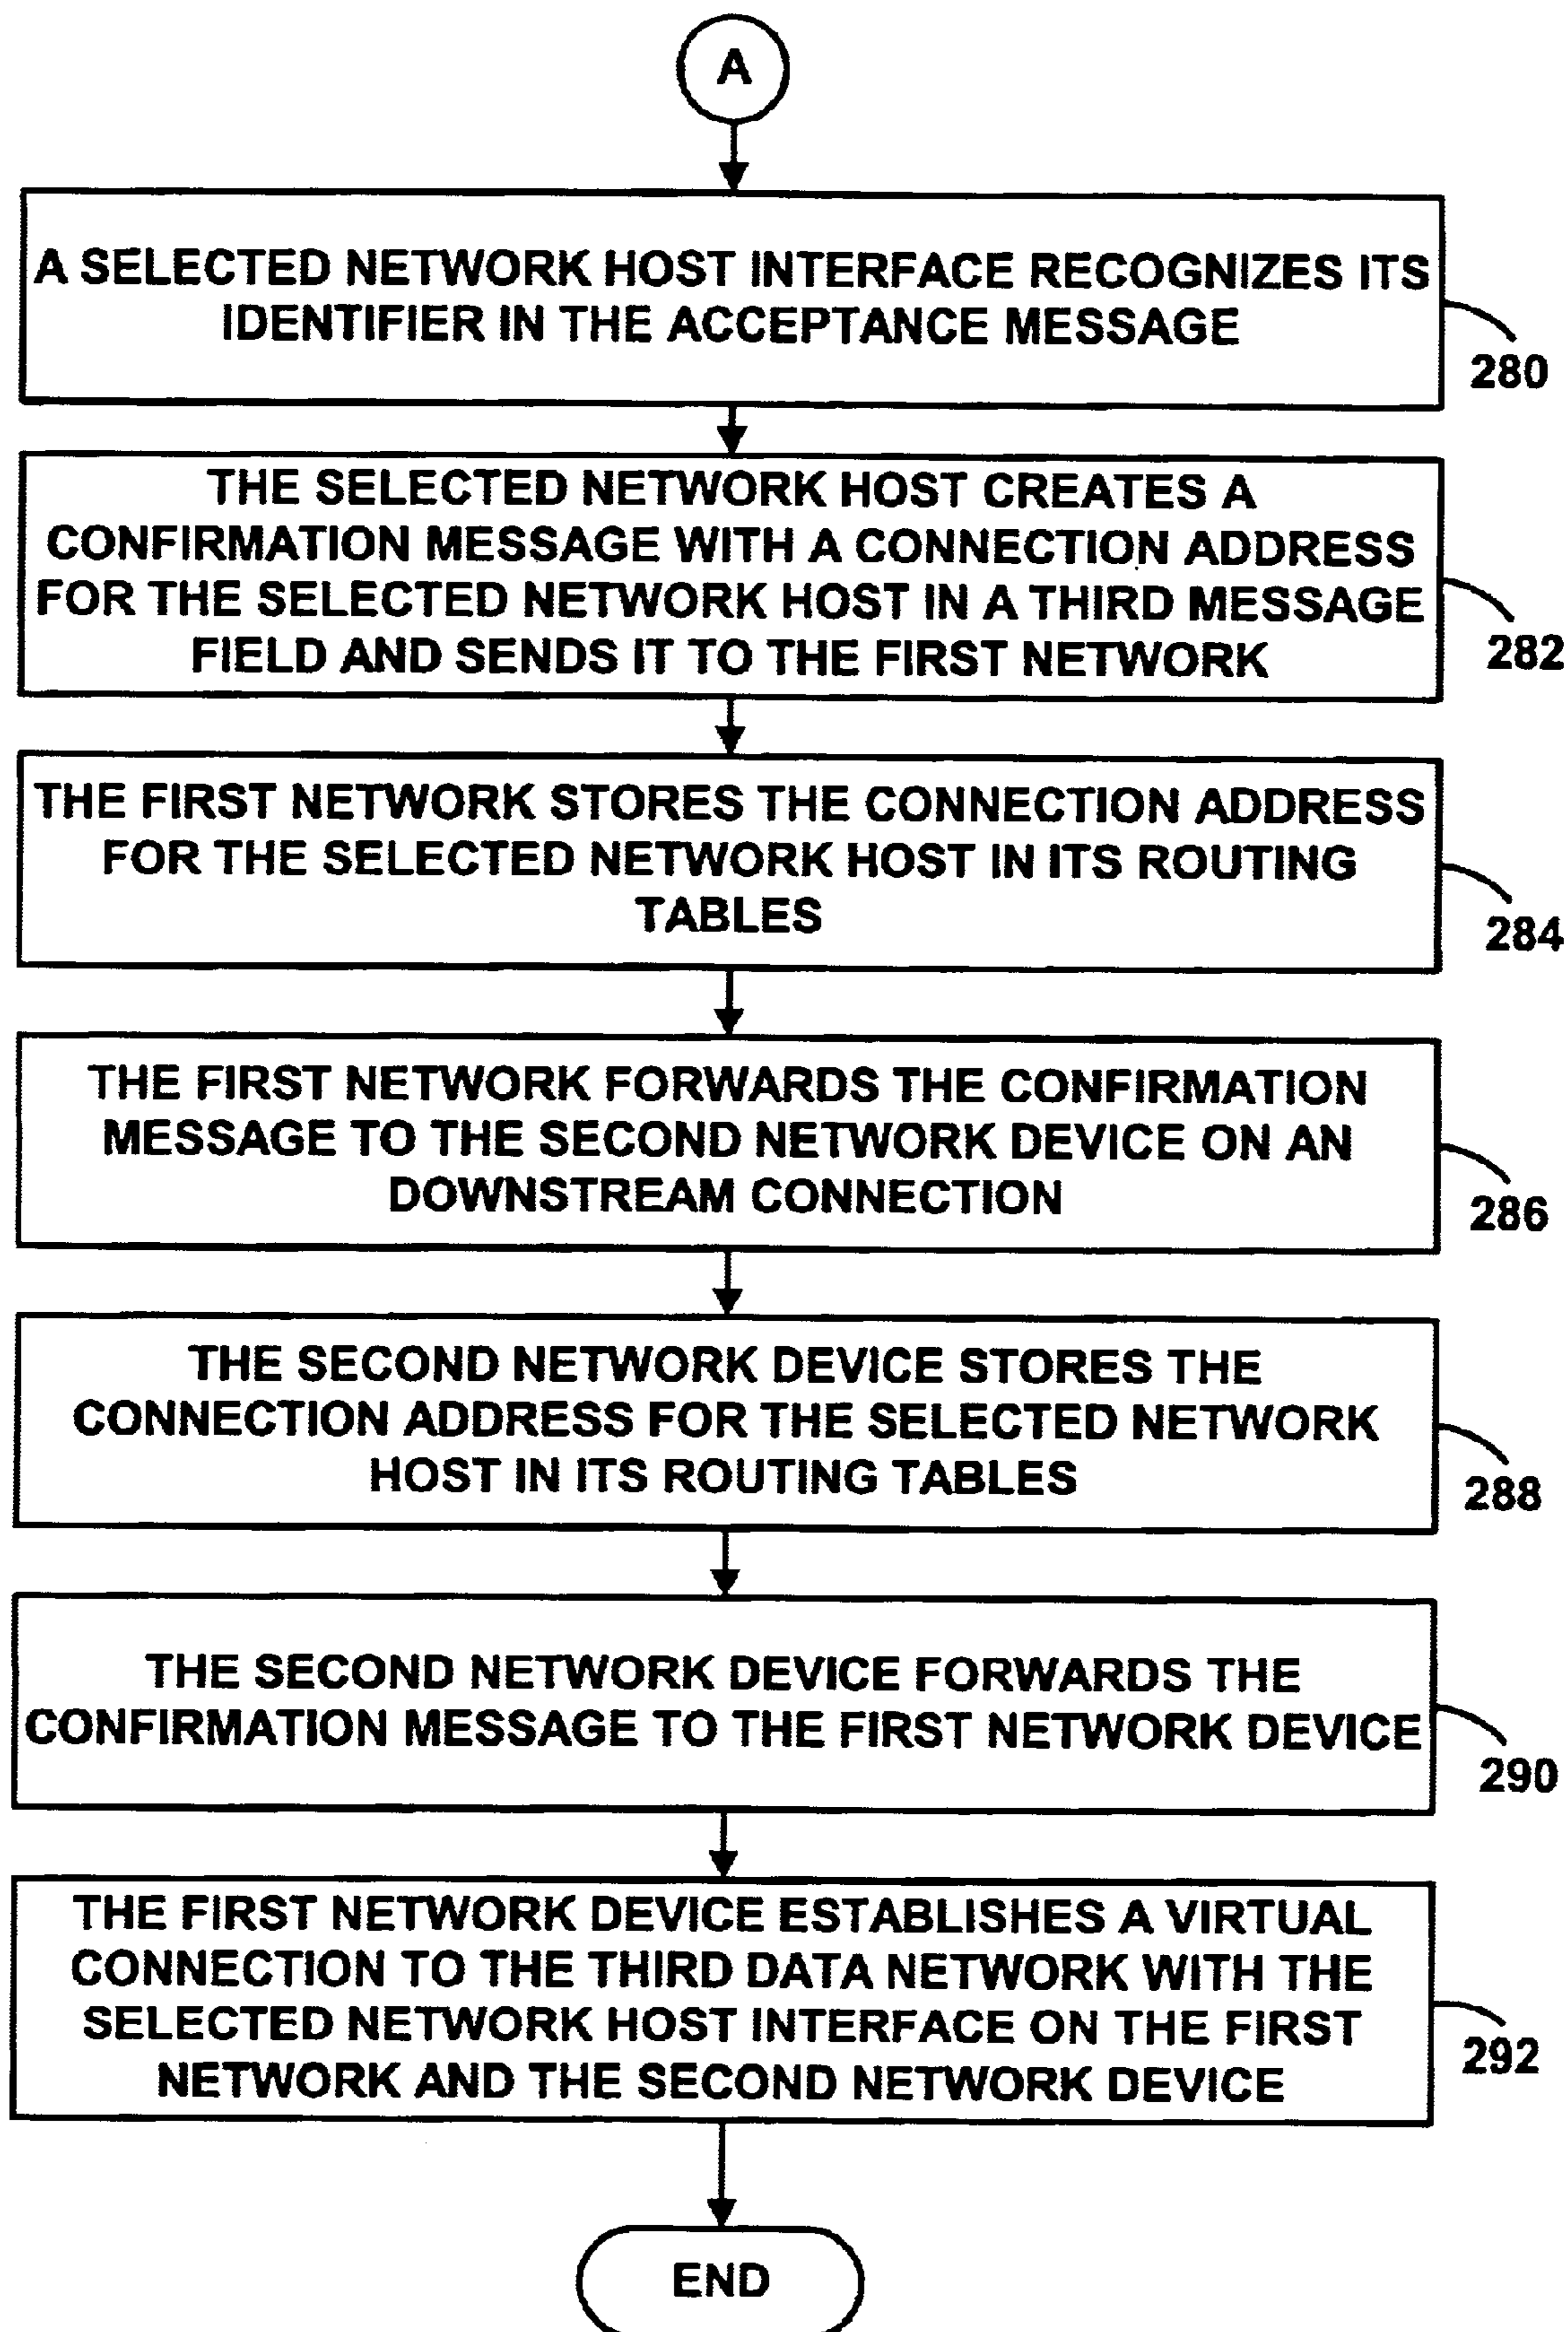 A
A SELECTED NETWORK HOST INTERFACE RECOGNIZES ITS
IDENTIFIER IN THE ACCEPTANCE MESSAGE
280
THE SELECTED NETWORK HOST CREATES A
CONFIRMATION MESSAGE WITH A CONNECTION ADDRESS
FOR THE SELECTED NETWORK HOST IN A THIRD MESSAGE
FIELD AND SENDS IT TO THE FIRST NETWORK
282
THE FIRST NETWORK STORES THE CONNECTION ADDRESS
FOR THE SELECTED NETWORK HOST IN ITS ROUTING
TABLES
284
THE FIRST NETWORK FORWARDS THE CONFIRMATION
MESSAGE TO THE SECOND NETWORK DEVICE ON AN
DOWNSTREAM CONNECTION
286
THE SECOND NETWORK DEVICE STORES THE
CONNECTION ADDRESS FOR THE SELECTED NETWORK
HOST IN ITS ROUTING TABLES
288
THE SECOND NETWORK DEVICE FORWARDS THE
CONFIRMATION MESSAGE TO THE FIRST NETWORK DEVICE
290
THE FIRST NETWORK DEVICE ESTABLISHES A VIRTUAL
CONNECTION TO THE THIRD DATA NETWORK WITH THE
SELECTED NETWORK HOST INTERFACE ON THE FIRST
NETWORK AND THE SECOND NETWORK DEVICE
292
END